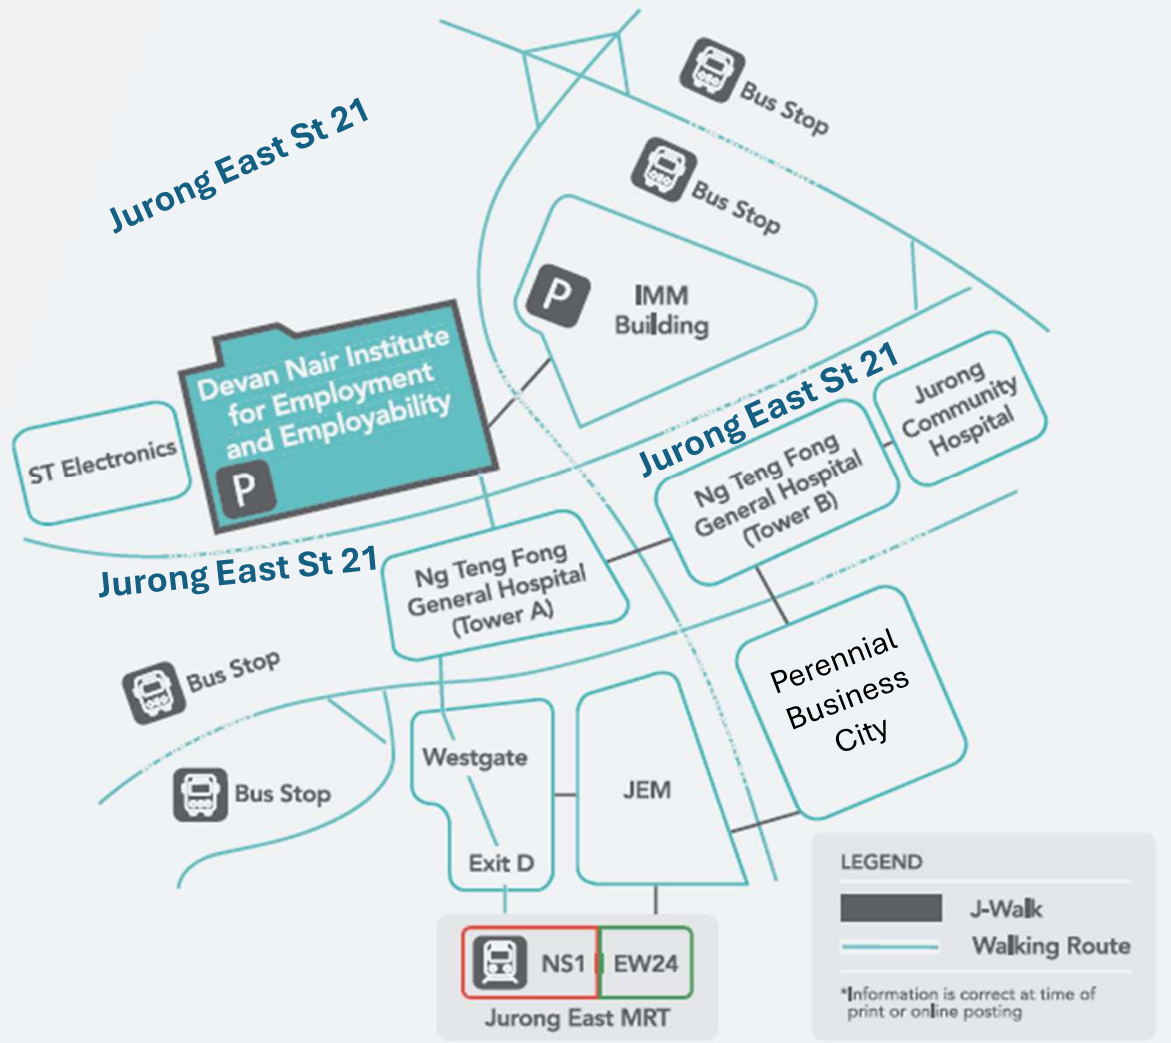 Bus Stop
Jurong East St 21
Bus Stop
P
IMM
Building
Devan Nair Institute
for Employment
and Employability
P
ST Electronics
Jurong East St 21
Jurong
Community
Hospital
Ng Teng Fong
General Hospital
(Tower B)
Jurong East St 21
Ng Teng Fong
General Hospital
(Tower A)
Bus Stop
Perennial
Business
City
Westgate
JEM
Bus Stop
Exit D
NS1
EW24
Jurong East MRT
LEGEND
J-Walk
Walking Route
*Information is correct at time of
print or online posting